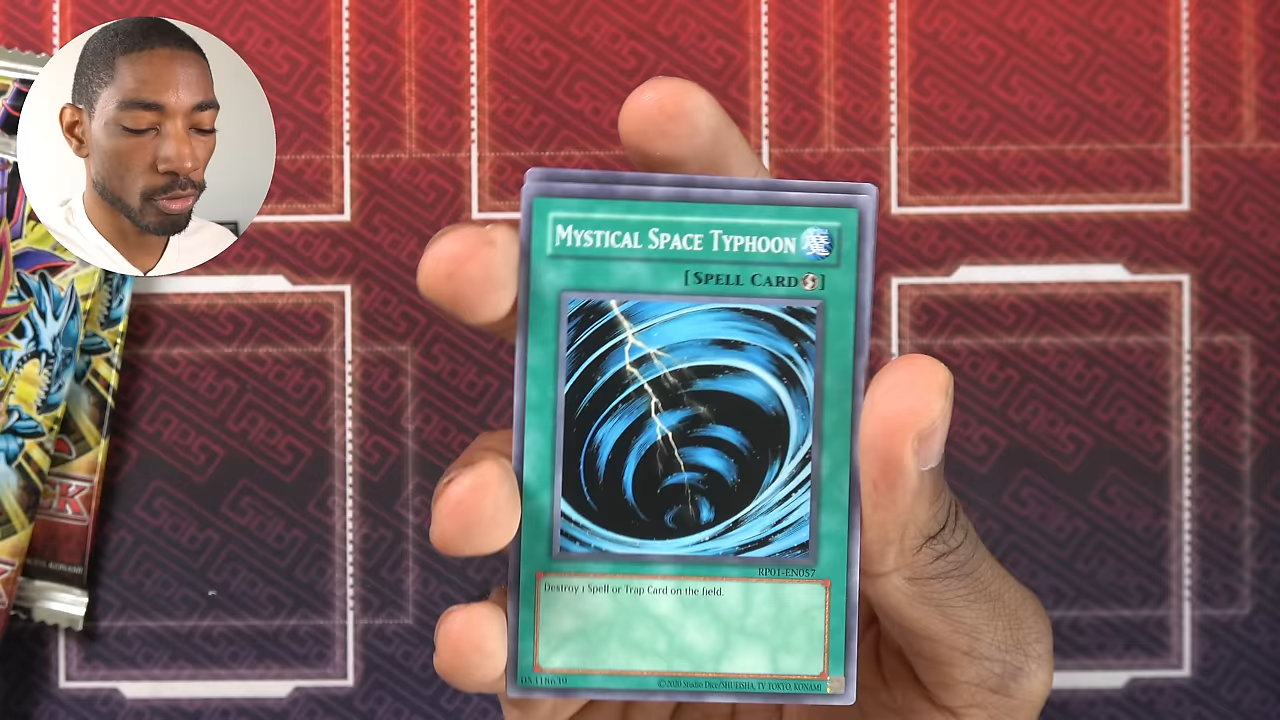 MYSTICAL SPACE TYPHOON 魔
[SPELL CARD]
RP01-EN057
Destroy 1 Spell or Trap Card on the field.
©2020 Studio Dice/SHUEISHA, TV TOKYO, KONAMI